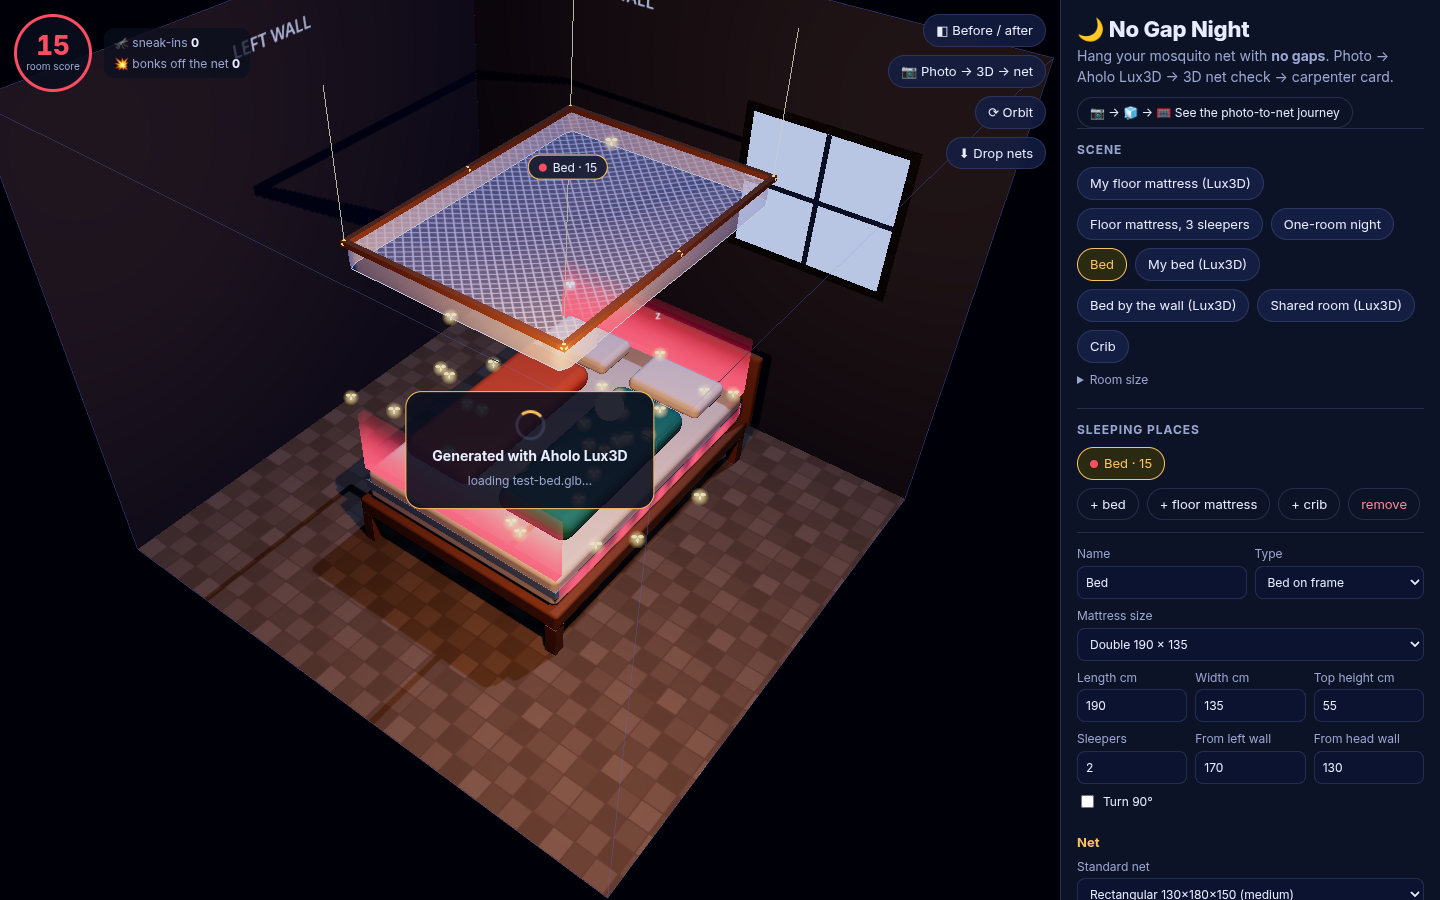 15
room score
sneak-ins 0
bonks off the net 0
LEFT WALL
Before / after
Photo → 3D → net
Orbit
Drop nets
Bed · 15
z
Generated with Aholo Lux3D
loading test-bed.glb...
No Gap Night
Hang your mosquito net with no gaps. Photo →
Aholo Lux3D → 3D net check → carpenter card.
→ → See the photo-to-net journey
SCENE
My floor mattress (Lux3D)
Floor mattress, 3 sleepers
One-room night
Bed
My bed (Lux3D)
Bed by the wall (Lux3D)
Shared room (Lux3D)
Crib
Room size
SLEEPING PLACES
Bed · 15
+ bed
+ floor mattress
+ crib
remove
Name
Type
Bed
Bed on frame
Mattress size
Double 190 × 135
Length cm
Width cm
Top height cm
190
135
55
Sleepers
From left wall
From head wall
2
170
130
Turn 90°
Net
Standard net
Rectangular 130×180×150 (medium)